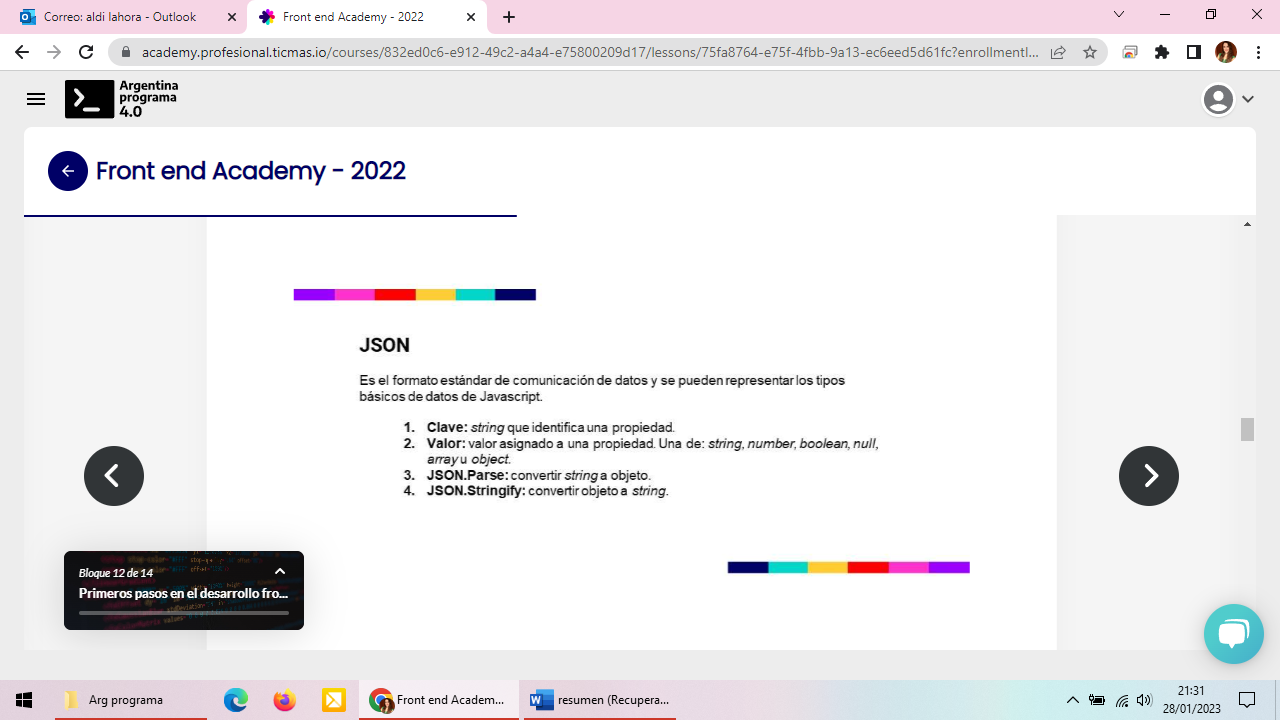 Correo: aldi lahora - Outlook
Front end Academy - 2022
academy.profesional.ticmas.io/courses/832ed0c6-e912-49c2-a4a4-e75800209d17/lessons/75fa8764-e75f-4fbb-9a13-ec6eed5d61fc?enrollmentI...
Argentina
programa
4.0
Front end Academy - 2022
JSON
Es el formato estándar de comunicación de datos y se pueden representar los tipos
básicos de datos de Javascript.
1. Clave: string que identifica una propiedad.
2. Valor: valor asignado a una propiedad. Una de: string, number, boolean, null,
array u object.
3. JSON.Parse: convertir string a objeto.
4. JSON.Stringify: convertir objeto a string.
Bloque 12 de 14
Primeros pasos en el desarrollo fro...
Arg programa
Front end Academ...
resumen (Recupera...
21:31
28/01/2023